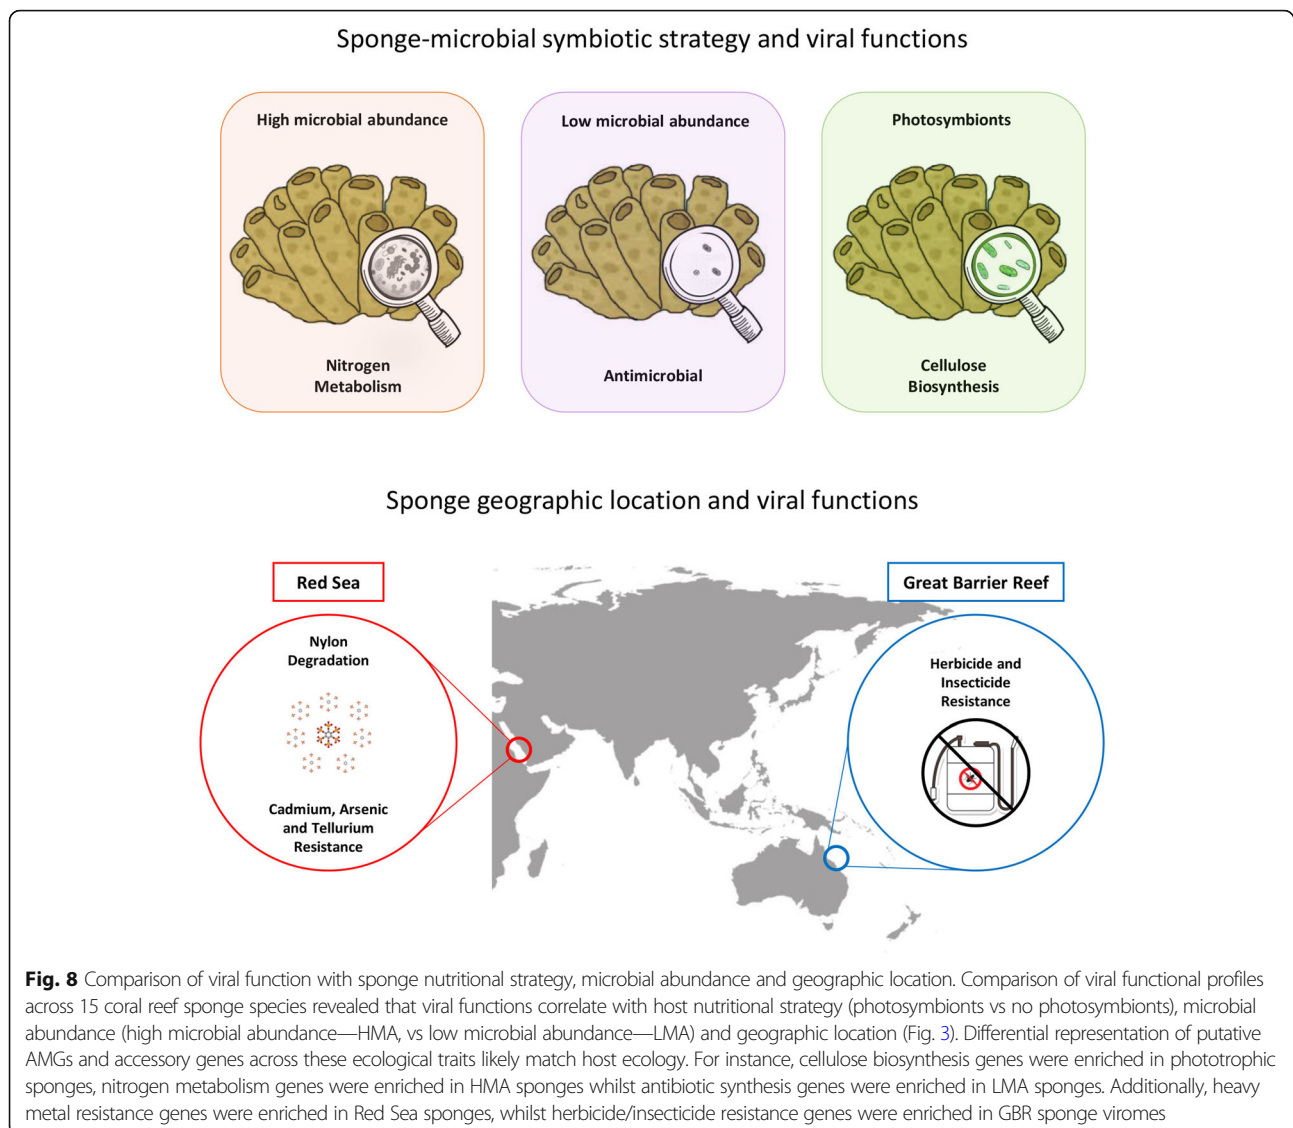 Sponge-microbial symbiotic strategy and viral functions
High microbial abundance
Nitrogen
Metabolism
Low microbial abundance
Antimicrobial
Photosymbionts
Cellulose
Biosynthesis
Sponge geographic location and viral functions
Red Sea
Nylon
Degradation
Cadmium, Arsenic
and Tellurium
Resistance
Great Barrier Reef
Herbicide and
Insecticide
Resistance
Fig. 8 Comparison of viral function with sponge nutritional strategy, microbial abundance and geographic location. Comparison of viral functional profiles
across 15 coral reef sponge species revealed that viral functions correlate with host nutritional strategy (photosymbionts vs no photosymbionts), microbial
abundance (high microbial abundance—HMA, vs low microbial abundance—LMA) and geographic location (Fig. 3). Differential representation of putative
AMGs and accessory genes across these ecological traits likely match host ecology. For instance, cellulose biosynthesis genes were enriched in phototrophic
sponges, nitrogen metabolism genes were enriched in HMA sponges whilst antibiotic synthesis genes were enriched in LMA sponges. Additionally, heavy
metal resistance genes were enriched in Red Sea sponges, whilst herbicide/insecticide resistance genes were enriched in GBR sponge viromes